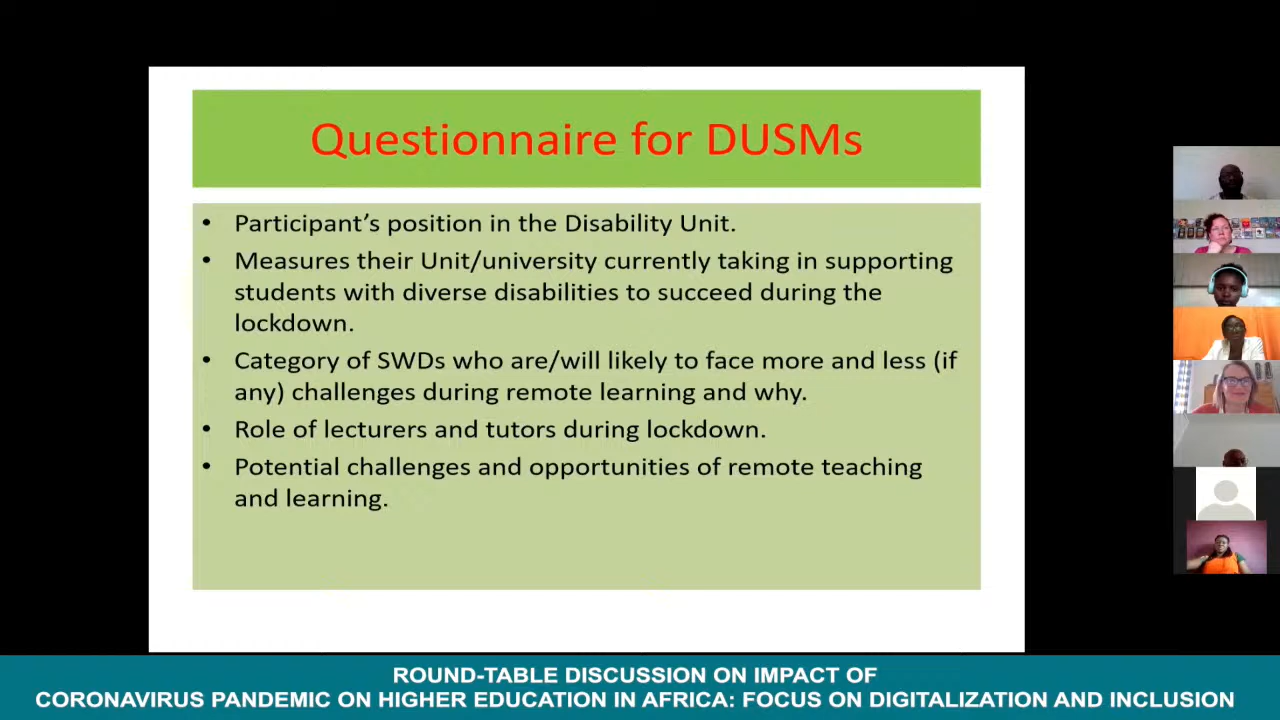 Questionnaire for DUSMs
• Participant’s position in the Disability Unit.
• Measures their Unit/university currently taking in supporting
students with diverse disabilities to succeed during the
lockdown.
• Category of SWDs who are/will likely to face more and less (if
any) challenges during remote learning and why.
• Role of lecturers and tutors during lockdown.
• Potential challenges and opportunities of remote teaching
and learning.
ROUND-TABLE DISCUSSION ON IMPACT OF
CORONAVIRUS PANDEMIC ON HIGHER EDUCATION IN AFRICA: FOCUS ON DIGITALIZATION AND INCLUSION